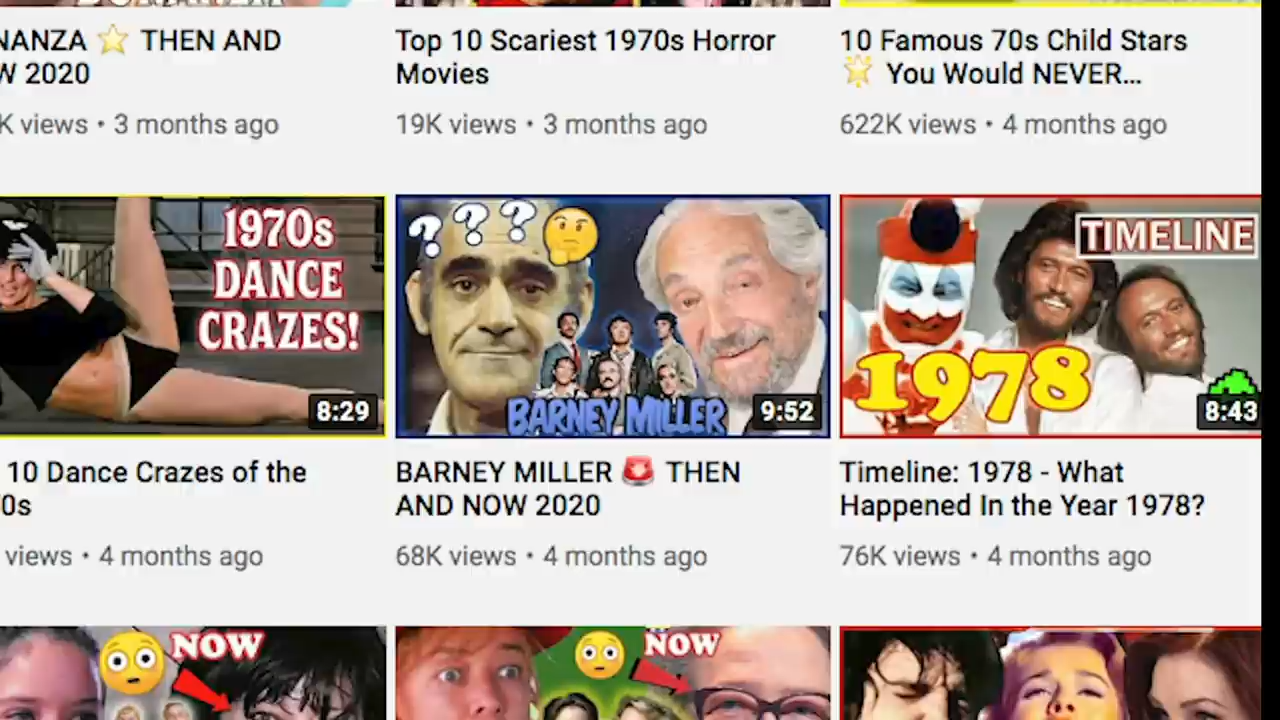 NANZA ⭐ THEN AND
W 2020
K views • 3 months ago
Top 10 Scariest 1970s Horror
Movies
19K views • 3 months ago
10 Famous 70s Child Stars
🌟 You Would NEVER...
622K views • 4 months ago
1970s
DANCE
CRAZES!
8:29
? ? ?
BARNEY MILLER
9:52
TIMELINE
1978
8:43
10 Dance Crazes of the
0s
views • 4 months ago
BARNEY MILLER 🚨 THEN
AND NOW 2020
68K views • 4 months ago
Timeline: 1978 - What
Happened In the Year 1978?
76K views • 4 months ago
NOW
NOW